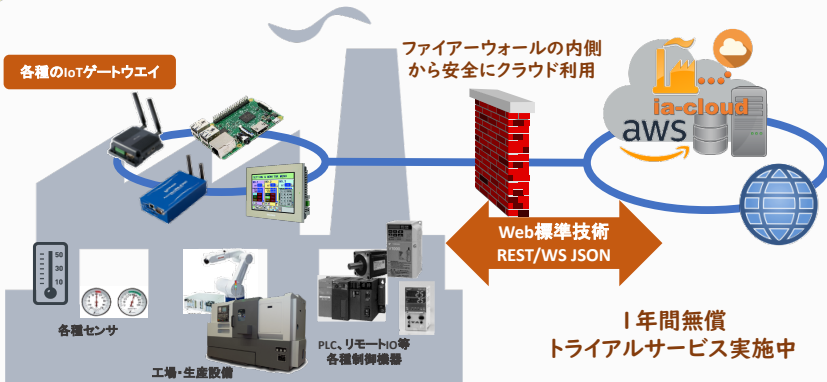 各種のIoTゲートウエイ
ファイアーウォールの内側
から安全にクラウド利用
ia-cloud
aws
Web標準技術
REST/WS JSON
50
30
10
各種センサ
工場・生産設備
PLC、リモートIO等
各種制御機器
1年間無償
トライアルサービス実施中